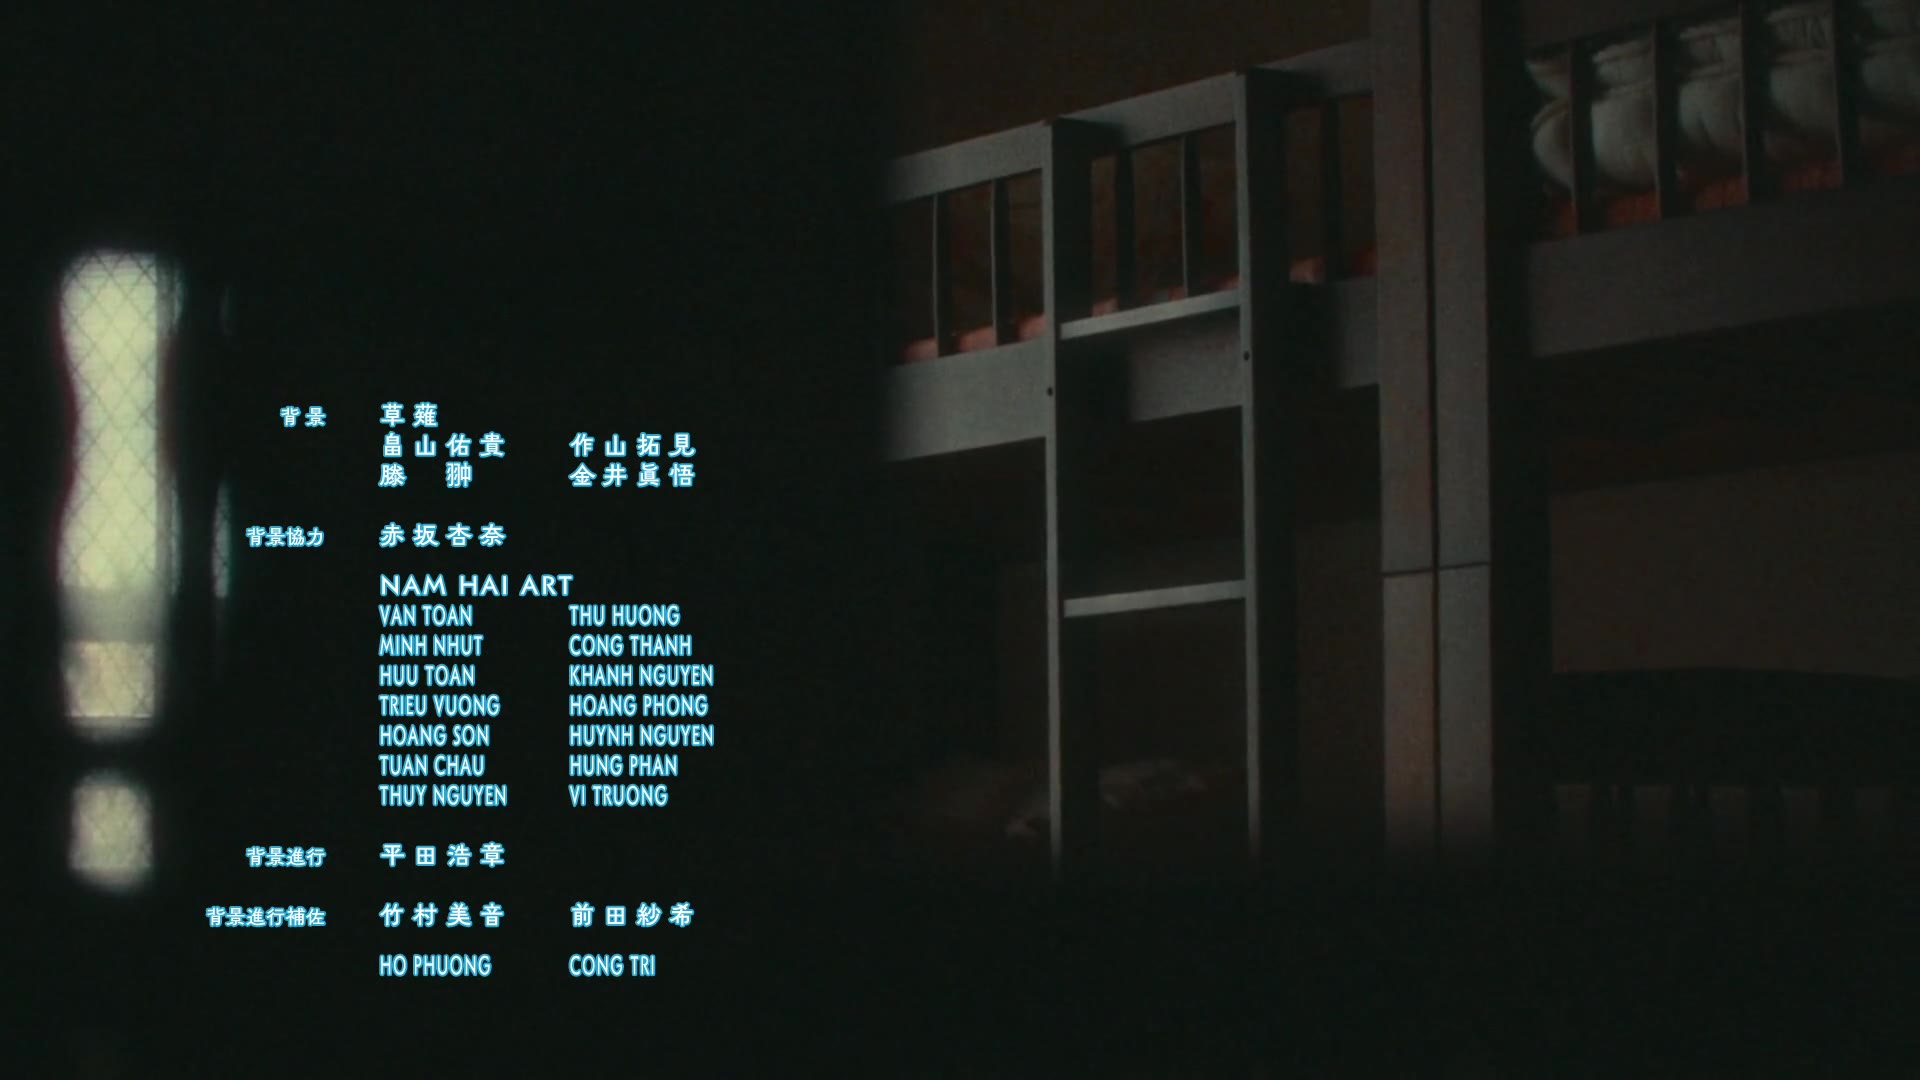 背景 草薙
畠山佑貴 作山拓見
滕翀 金井眞悟
背景協力 赤坂杏奈
NAM HAI ART
VAN TOAN THU HUONG
MINH NHUT CONG THANH
HUU TOAN KHANH NGUYEN
TRIEU VUONG HOANG PHONG
HOANG SON HUYNH NGUYEN
TUAN CHAU HUNG PHAN
THUY NGUYEN VI TRUONG
背景進行 平田浩章
背景進行補佐 竹村美音 前田紗希
HO PHUONG CONG TRI